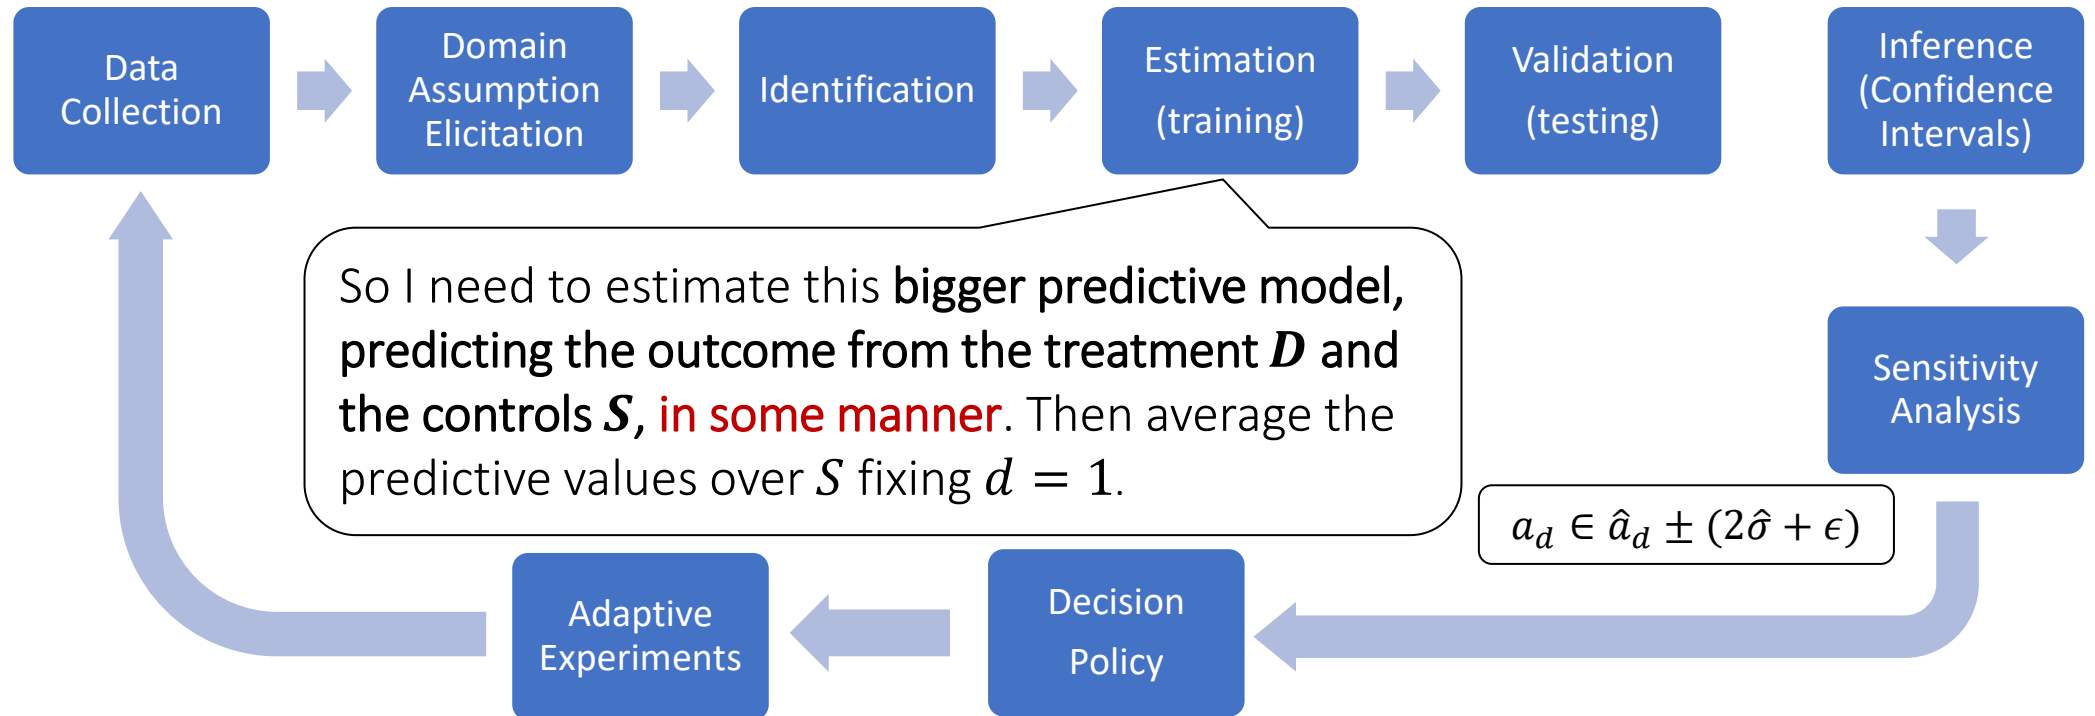 Data
Collection
Domain
Assumption
Elicitation
Identification
Estimation
(training)
Validation
(testing)
Inference
(Confidence
Intervals)
So I need to estimate this bigger predictive model,
predicting the outcome from the treatment D and
the controls S, in some manner. Then average the
predictive values over S fixing d = 1.
Sensitivity
Analysis
a_d ∈ â_d ± (2σ̂ + ϵ)
Decision
Policy
Adaptive
Experiments